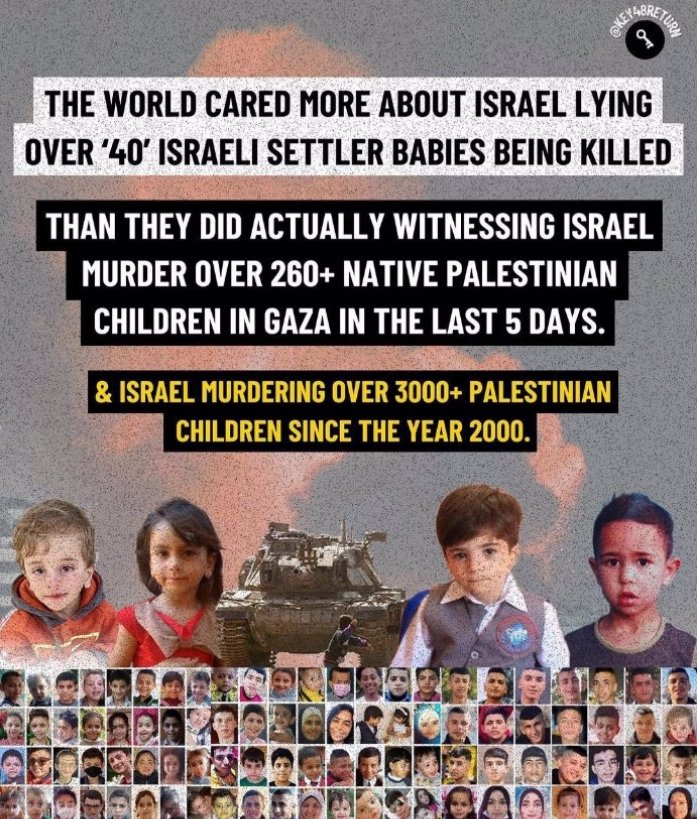 @KEY48RETURN
THE WORLD CARED MORE ABOUT ISRAEL LYING
OVER ‘40’ ISRAELI SETTLER BABIES BEING KILLED
THAN THEY DID ACTUALLY WITNESSING ISRAEL
MURDER OVER 260+ NATIVE PALESTINIAN
CHILDREN IN GAZA IN THE LAST 5 DAYS.
& ISRAEL MURDERING OVER 3000+ PALESTINIAN
CHILDREN SINCE THE YEAR 2000.